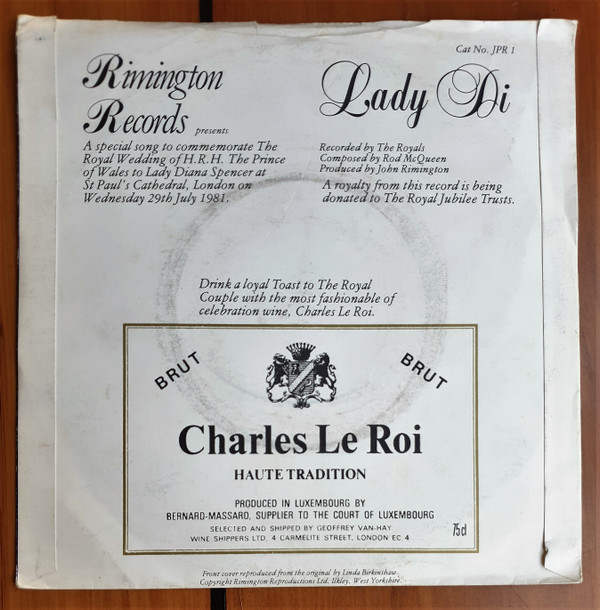 Cat No. JPR 1
Rimington
Records presents
A special song to commemorate The
Royal Wedding of H.R.H. The Prince
of Wales to Lady Diana Spencer at
St Paul's Cathedral, London on
Wednesday 29th July 1981.
Lady Di
Recorded by The Royals
Composed by Rod McQueen
Produced by John Rimington
A royalty from this record is being
donated to The Royal Jubilee Trusts.
Drink a loyal Toast to The Royal
Couple with the most fashionable of
celebration wine, Charles Le Roi.
BRUT
BRUT
Charles Le Roi
HAUTE TRADITION
PRODUCED IN LUXEMBOURG BY
BERNARD-MASSARD, SUPPLIER TO THE COURT OF LUXEMBOURG
SELECTED AND SHIPPED BY GEOFFREY VAN-HAY
WINE SHIPPERS LTD, 4 CARMELITE STREET, LONDON EC 4
75cl
Front cover reproduced from the original by Linda Birkenshaw.
Copyright Rimington Reproductions Ltd. Ilkley. West Yorkshire.